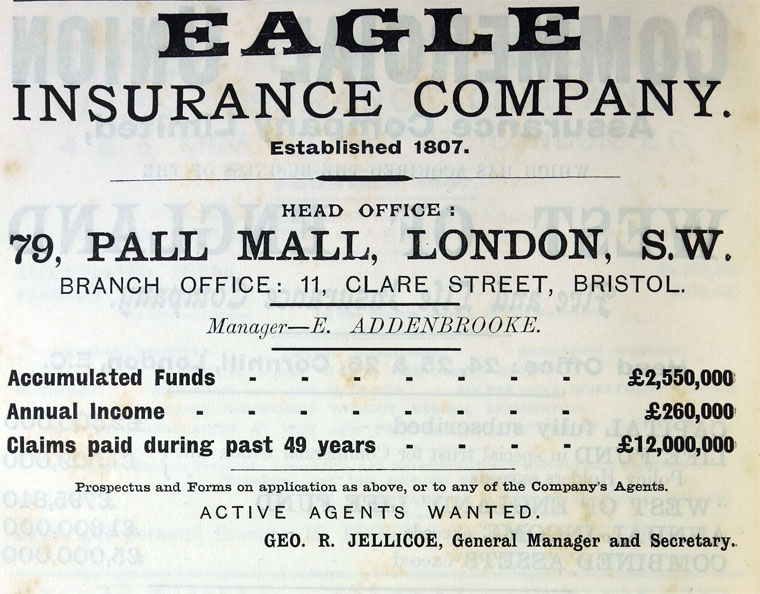 EAGLE
INSURANCE COMPANY.
Established 1807.
HEAD OFFICE:
79, PALL MALL, LONDON, S.W.
BRANCH OFFICE: 11, CLARE STREET, BRISTOL.
Manager—E. ADDENBROOKE.
Accumulated Funds - - - - - - - £2,550,000
Annual Income - - - - - - - £260,000
Claims paid during past 49 years - - - - £12,000,000
Prospectus and Forms on application as above, or to any of the Company's Agents.
ACTIVE AGENTS WANTED.
GEO. R. JELLICOE, General Manager and Secretary.